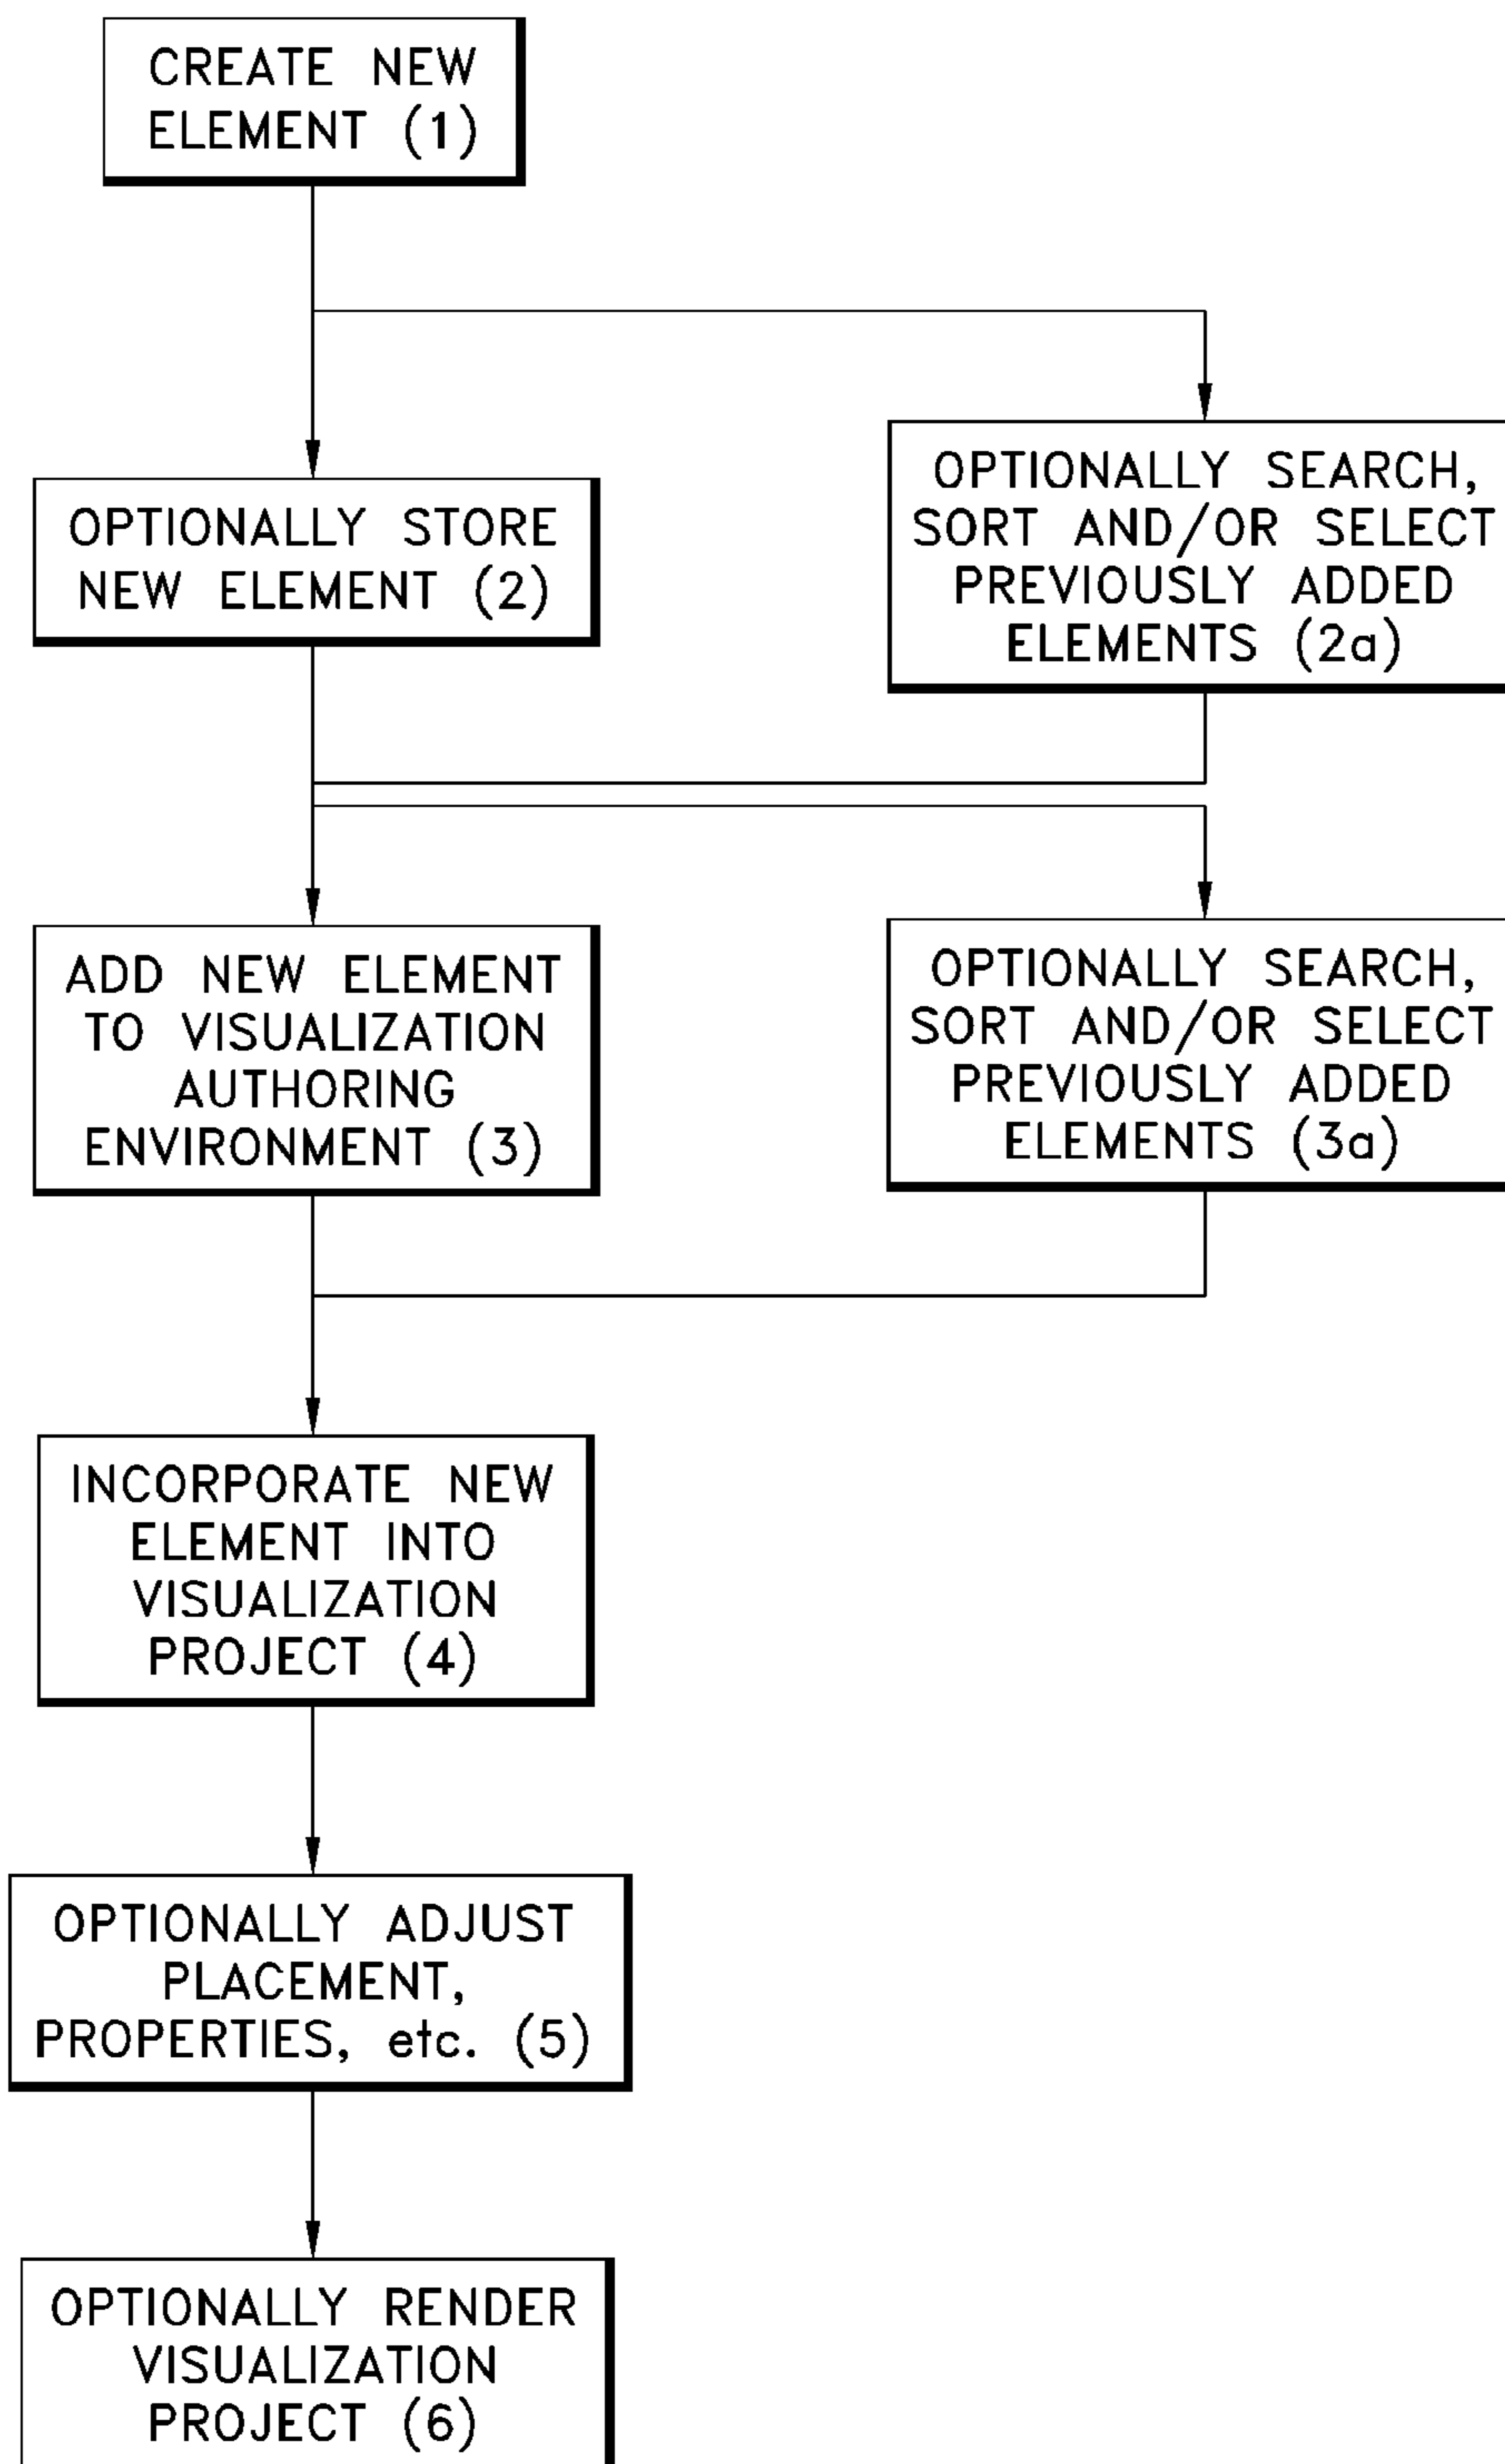 CREATE NEW
ELEMENT (1)
OPTIONALLY STORE
NEW ELEMENT (2)
OPTIONALLY SEARCH,
SORT AND/OR SELECT
PREVIOUSLY ADDED
ELEMENTS (2a)
ADD NEW ELEMENT
TO VISUALIZATION
AUTHORING
ENVIRONMENT (3)
OPTIONALLY SEARCH,
SORT AND/OR SELECT
PREVIOUSLY ADDED
ELEMENTS (3a)
INCORPORATE NEW
ELEMENT INTO
VISUALIZATION
PROJECT (4)
OPTIONALLY ADJUST
PLACEMENT,
PROPERTIES, etc. (5)
OPTIONALLY RENDER
VISUALIZATION
PROJECT (6)